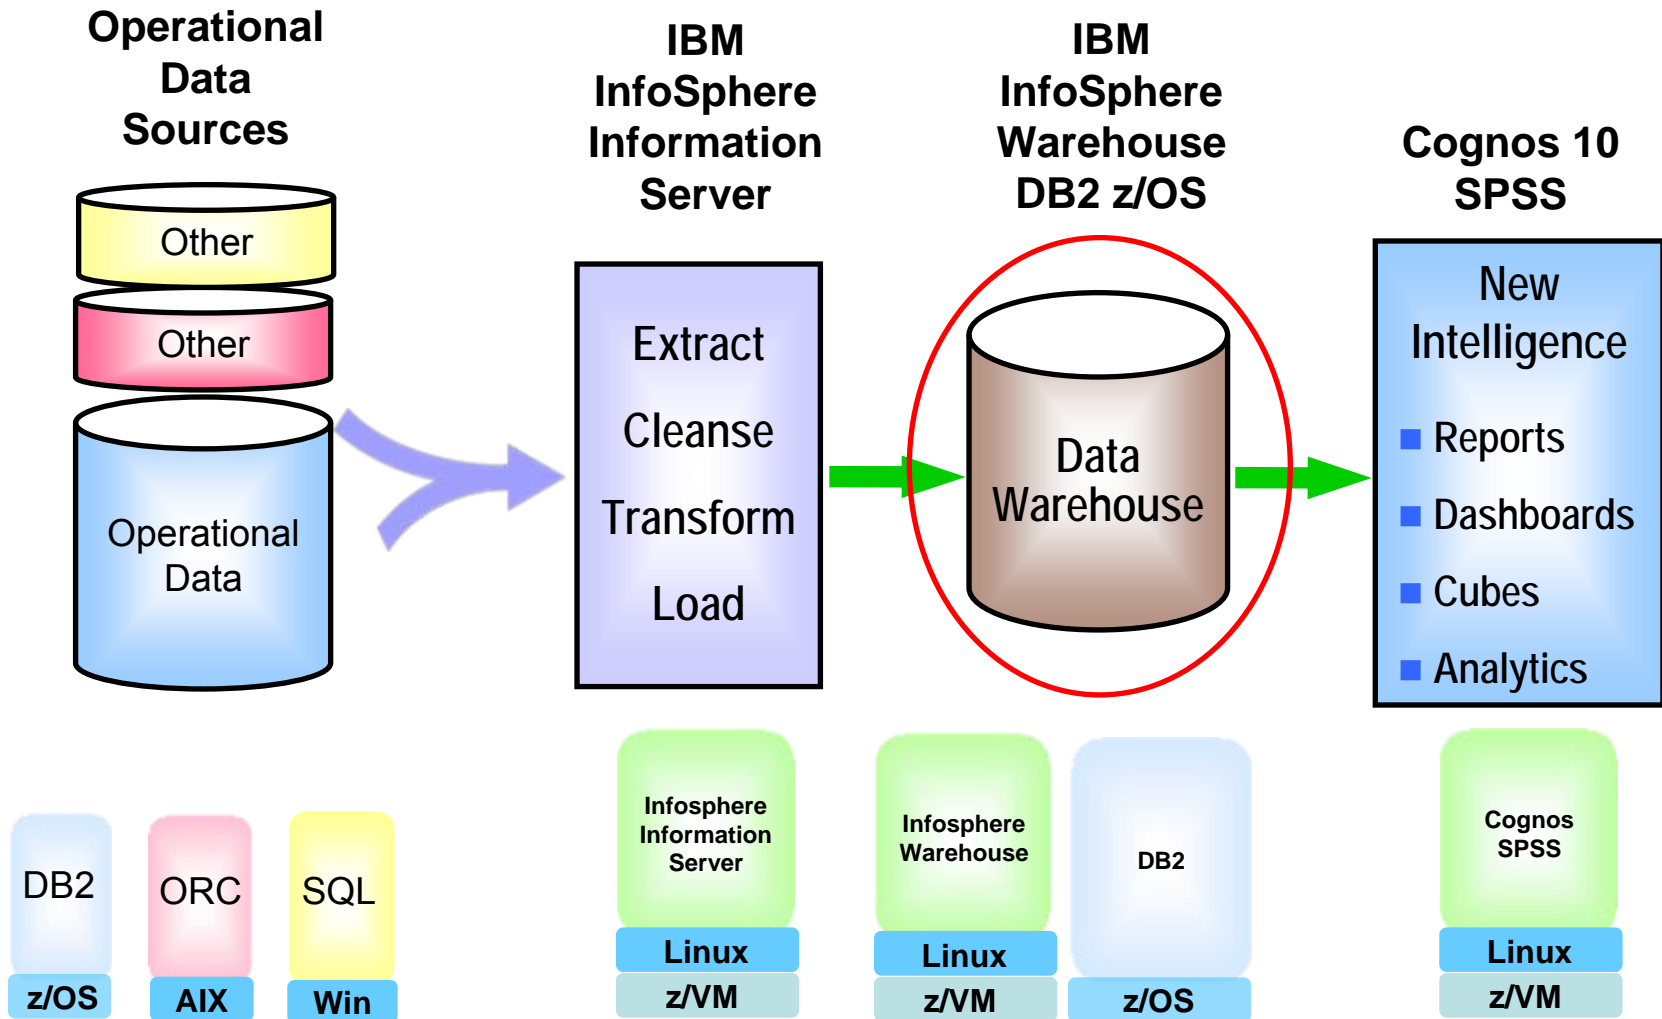 Operational
Data
Sources
IBM
InfoSphere
Information
Server
IBM
InfoSphere
Warehouse
DB2 z/OS
Cognos 10
SPSS
Other
Other
Operational
Data
Extract
Cleanse
Transform
Load
Data
Warehouse
New
Intelligence
Reports
Dashboards
Cubes
Analytics
DB2
z/OS
ORC
AIX
SQL
Win
Infosphere
Information
Server
Linux
z/VM
Infosphere
Warehouse
Linux
z/VM
DB2
z/OS
Cognos
SPSS
Linux
z/VM